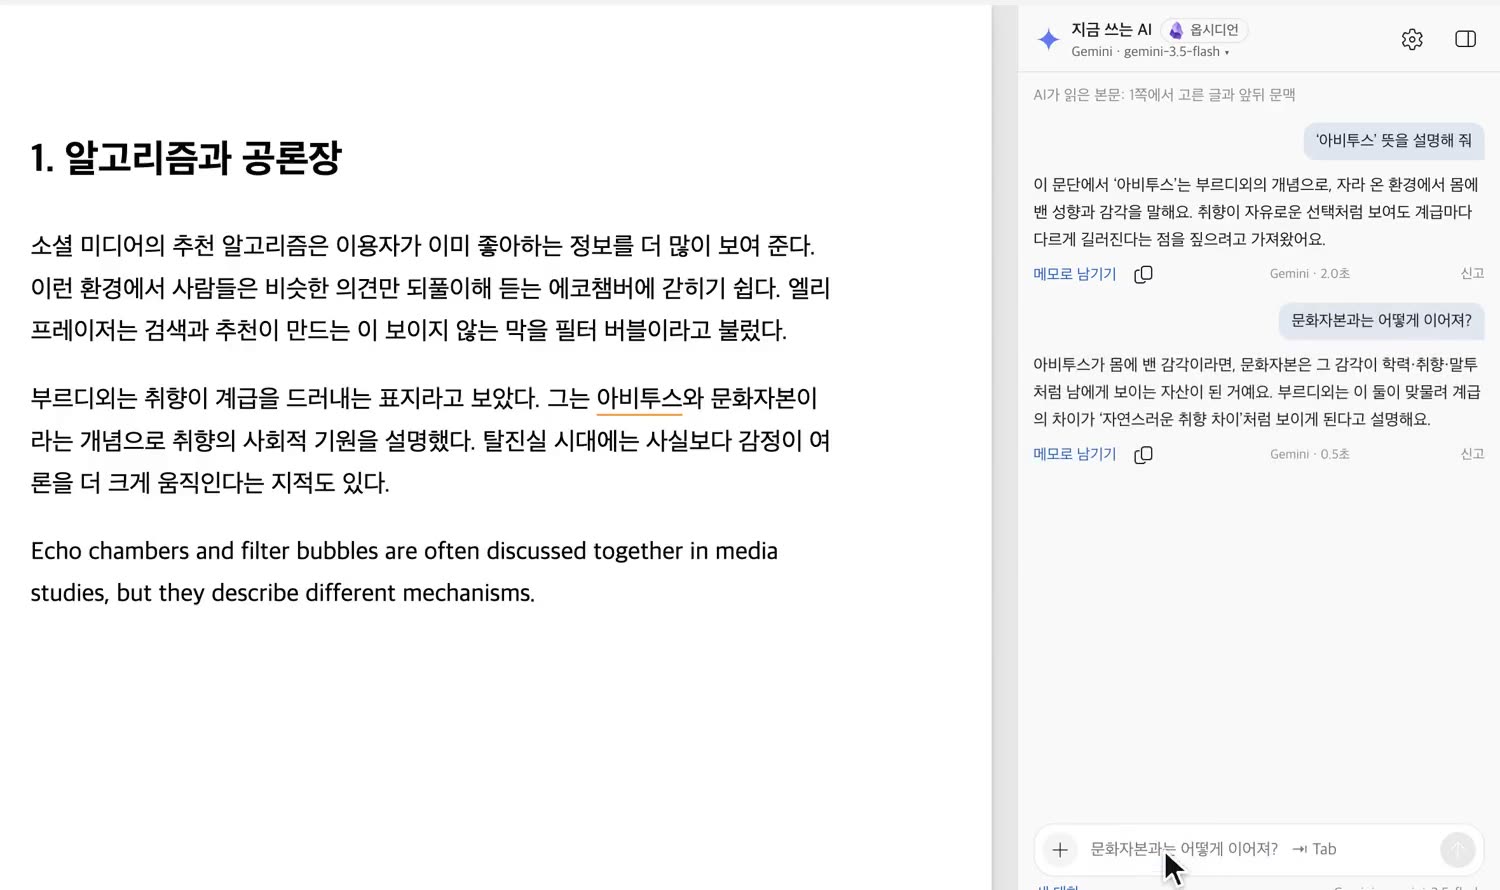 1. 알고리즘과 공론장
소셜 미디어의 추천 알고리즘은 이용자가 이미 좋아하는 정보를 더 많이 보여 준다.
이런 환경에서 사람들은 비슷한 의견만 되풀이해 듣는 에코챔버에 갇히기 쉽다. 엘리
프레이저는 검색과 추천이 만드는 이 보이지 않는 막을 필터 버블이라고 불렀다.
부르디외는 취향이 계급을 드러내는 표지라고 보았다. 그는 아비투스와 문화자본이
라는 개념으로 취향의 사회적 기원을 설명했다. 탈진실 시대에는 사실보다 감정이 여
론을 더 크게 움직인다는 지적도 있다.
Echo chambers and filter bubbles are often discussed together in media
studies, but they describe different mechanisms.
지금 쓰는 AI 옵시디언
Gemini · gemini-3.5-flash
AI가 읽은 본문: 1쪽에서 고른 글과 앞뒤 문맥
‘아비투스’ 뜻을 설명해 줘
이 문단에서 ‘아비투스’는 부르디외의 개념으로, 자라 온 환경에서 몸에
밴 성향과 감각을 말해요. 취향이 자유로운 선택처럼 보여도 계급마다
다르게 길러진다는 점을 짚으려고 가져왔어요.
메모로 남기기 Gemini · 2.0초 신고
문화자본과는 어떻게 이어져?
아비투스가 몸에 밴 감각이라면, 문화자본은 그 감각이 학력·취향·말투
처럼 남에게 보이는 자산이 된 거예요. 부르디외는 이 둘이 맞물려 계급
의 차이가 ‘자연스러운 취향 차이’처럼 보이게 된다고 설명해요.
메모로 남기기 Gemini · 0.5초 신고
문화자본과는 어떻게 이어져? Tab